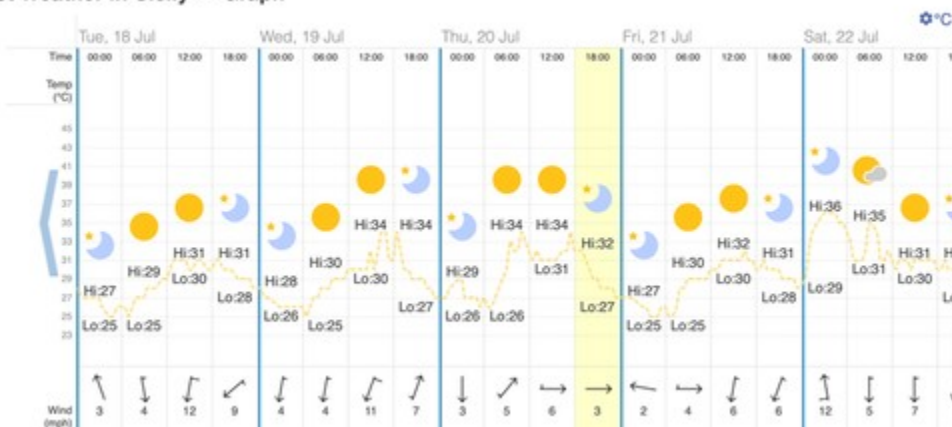 Tue, 18 Jul Wed, 19 Jul Thu, 20 Jul Fri, 21 Jul Sat, 22 Jul
°C
Time 00:00 06:00 12:00 18:00 00:00 06:00 12:00 18:00 00:00 06:00 12:00 18:00 00:00 06:00 12:00 18:00 00:00 06:00 12:00
Temp
(°C)
45
43
41
39
37
35
33
31
29
27
25
23
Hi:27 Hi:29 Hi:31 Hi:31 Hi:28 Hi:30 Hi:34 Hi:34 Hi:29 Hi:34 Hi:34 Hi:32 Hi:27 Hi:30 Hi:32 Hi:31 Hi:36 Hi:35 Hi:31
Lo:25 Lo:25 Lo:29 Lo:28 Lo:26 Lo:25 Lo:30 Lo:27 Lo:26 Lo:26 Lo:31 Lo:27 Lo:25 Lo:25 Lo:30 Lo:28 Lo:29 Lo:31 Lo:30
Wind 3 4 12 9 4 4 11 7 3 5 6 3 2 4 6 6 12 5 7
(mph)